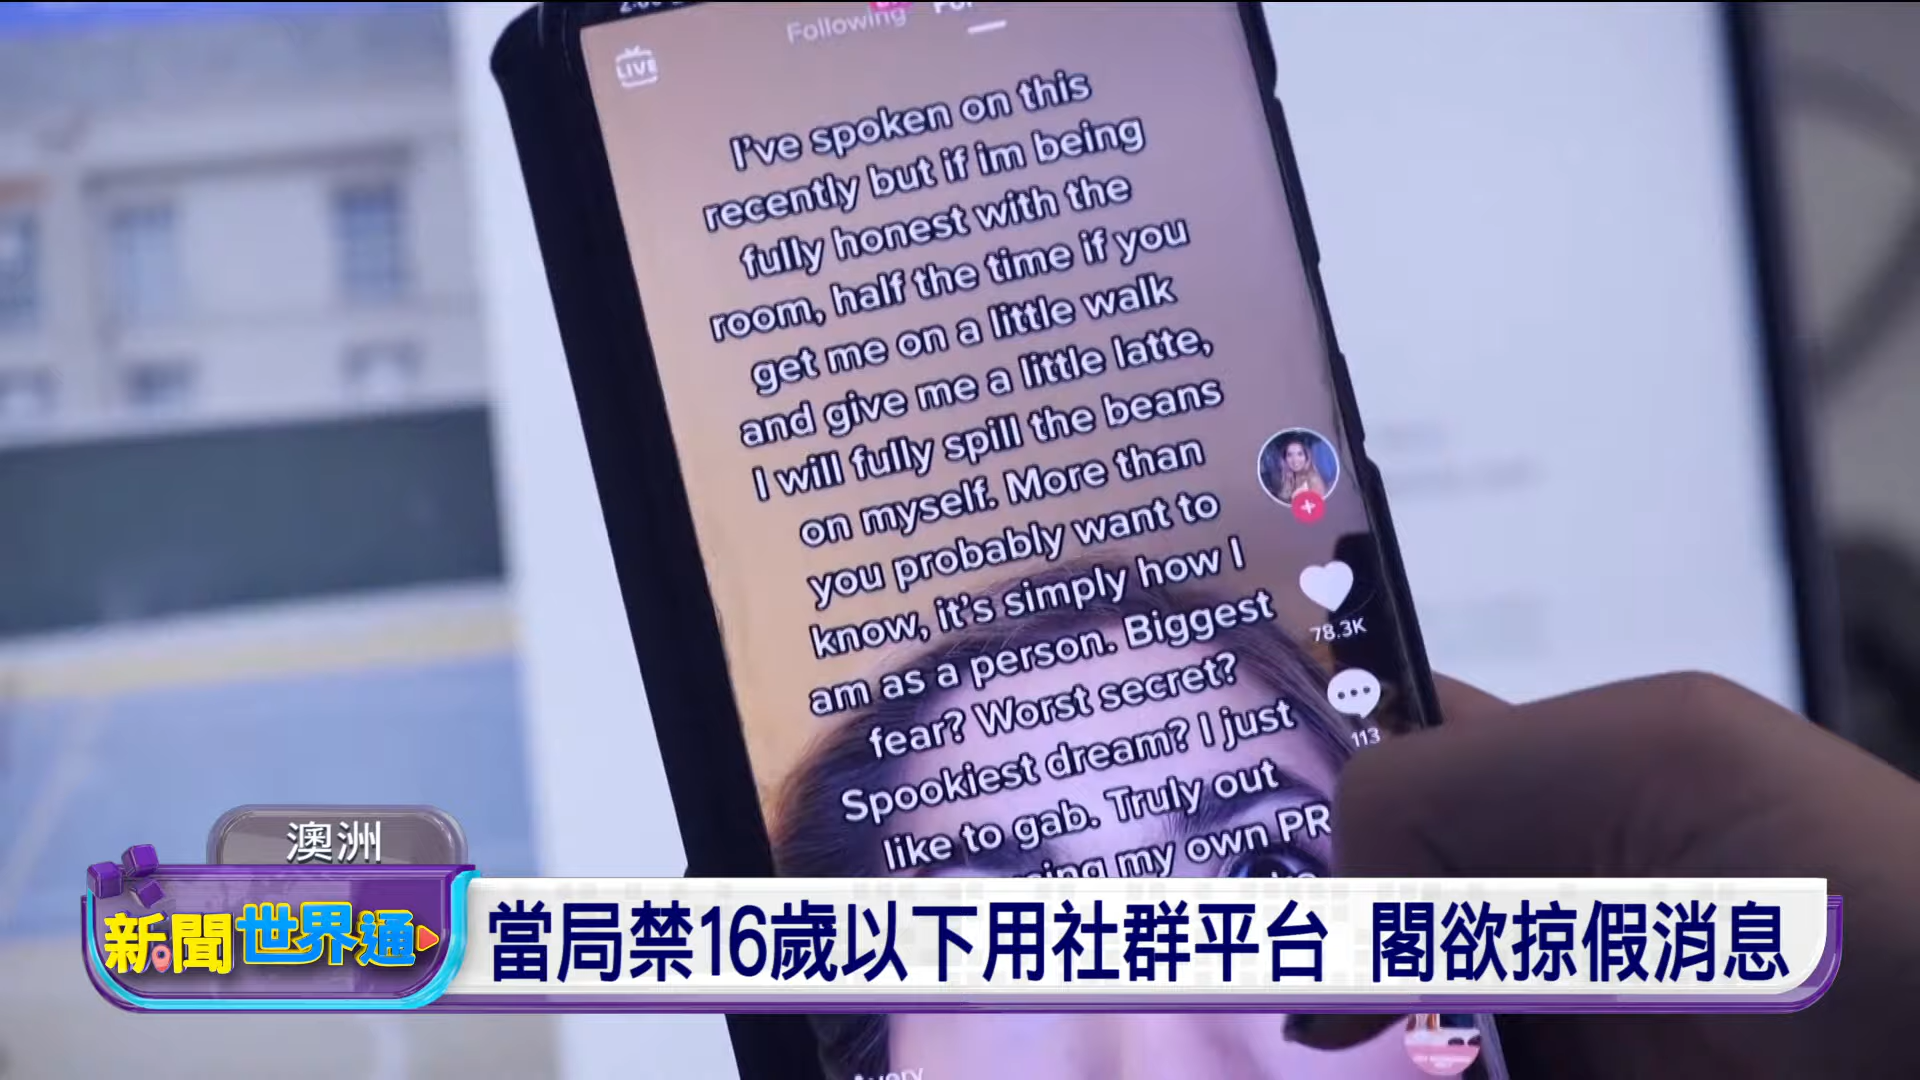 Following
LIVE
I've spoken on this
recently but if im being
fully honest with the
room, half the time if you
get me on a little walk
and give me a little latte,
I will fully spill the beans
on myself. More than
you probably want to
know, it's simply how I
am as a person. Biggest
fear? Worst secret?
Spookiest dream? I just
like to gab. Truly out
my own PR
78.3K
113
澳洲
新聞世界通
當局禁16歲以下用社群平台 閣欲掠假消息